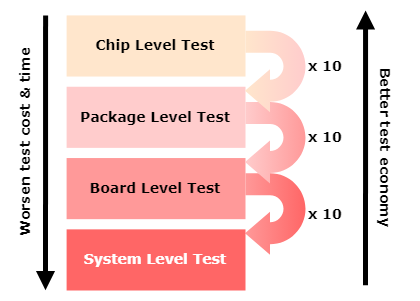 Worsen test cost & time
Chip Level Test
x 10
Package Level Test
x 10
Board Level Test
x 10
System Level Test
Better test economy